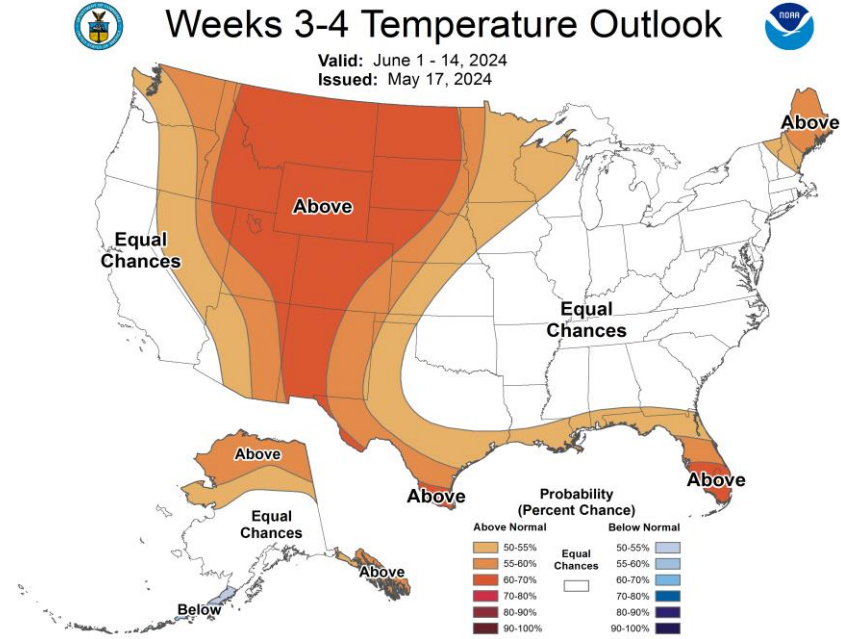 Weeks 3-4 Temperature Outlook
NOAA
Valid: June 1 - 14, 2024
Issued: May 17, 2024
Above
Above
Equal
Chances
Equal
Chances
Above
Above
Above
Equal
Chances
Above
Below
Probability
(Percent Chance)
Above Normal
50-55%
55-60%
60-70%
70-80%
80-90%
90-100%
Equal
Chances
Below Normal
50-55%
55-60%
60-70%
70-80%
80-90%
90-100%